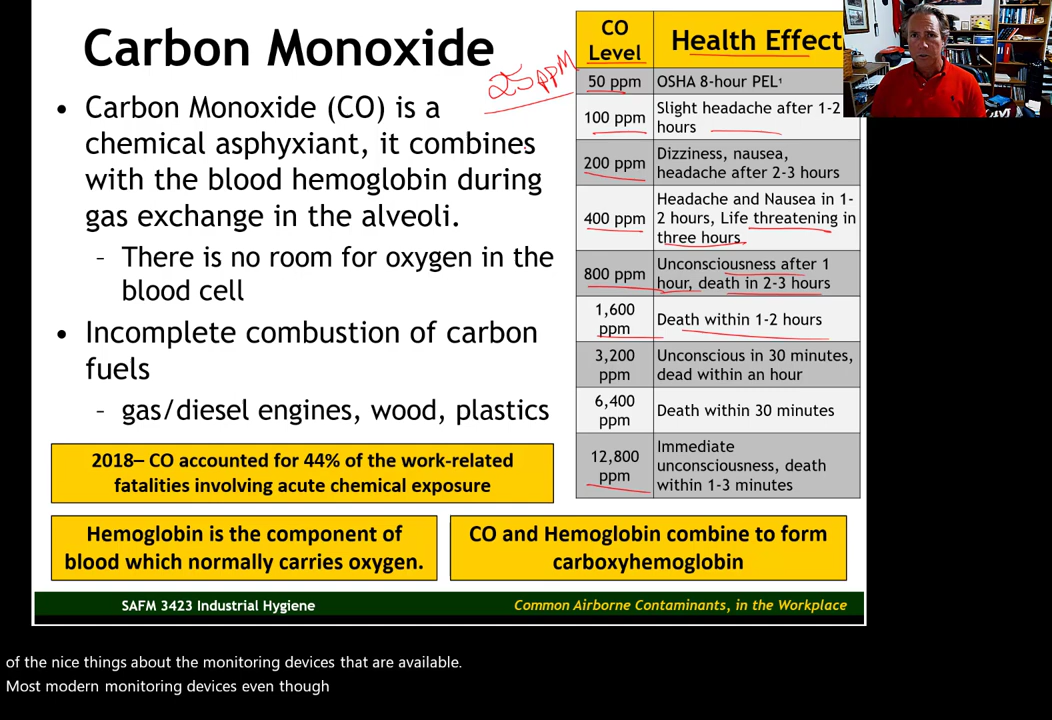 Carbon Monoxide
25 ppm
• Carbon Monoxide (CO) is a
chemical asphyxiant, it combines
with the blood hemoglobin during
gas exchange in the alveoli.
– There is no room for oxygen in the
blood cell
• Incomplete combustion of carbon
fuels
– gas/diesel engines, wood, plastics
CO
Level
Health Effect
50 ppm
OSHA 8-hour PEL¹
100 ppm
Slight headache after 1-2
hours
200 ppm
Dizziness, nausea,
headache after 2-3 hours
400 ppm
Headache and Nausea in 1-
2 hours, Life threatening in
three hours.
800 ppm
Unconsciousness after 1
hour, death in 2-3 hours
1,600
ppm
Death within 1-2 hours
3,200
ppm
Unconscious in 30 minutes,
dead within an hour
6,400
ppm
Death within 30 minutes
12,800
ppm
Immediate
unconsciousness, death
within 1-3 minutes
2018– CO accounted for 44% of the work-related
fatalities involving acute chemical exposure
Hemoglobin is the component of
blood which normally carries oxygen.
CO and Hemoglobin combine to form
carboxyhemoglobin
SAFM 3423 Industrial Hygiene
Common Airborne Contaminants, in the Workplace
of the nice things about the monitoring devices that are available.
Most modern monitoring devices even though